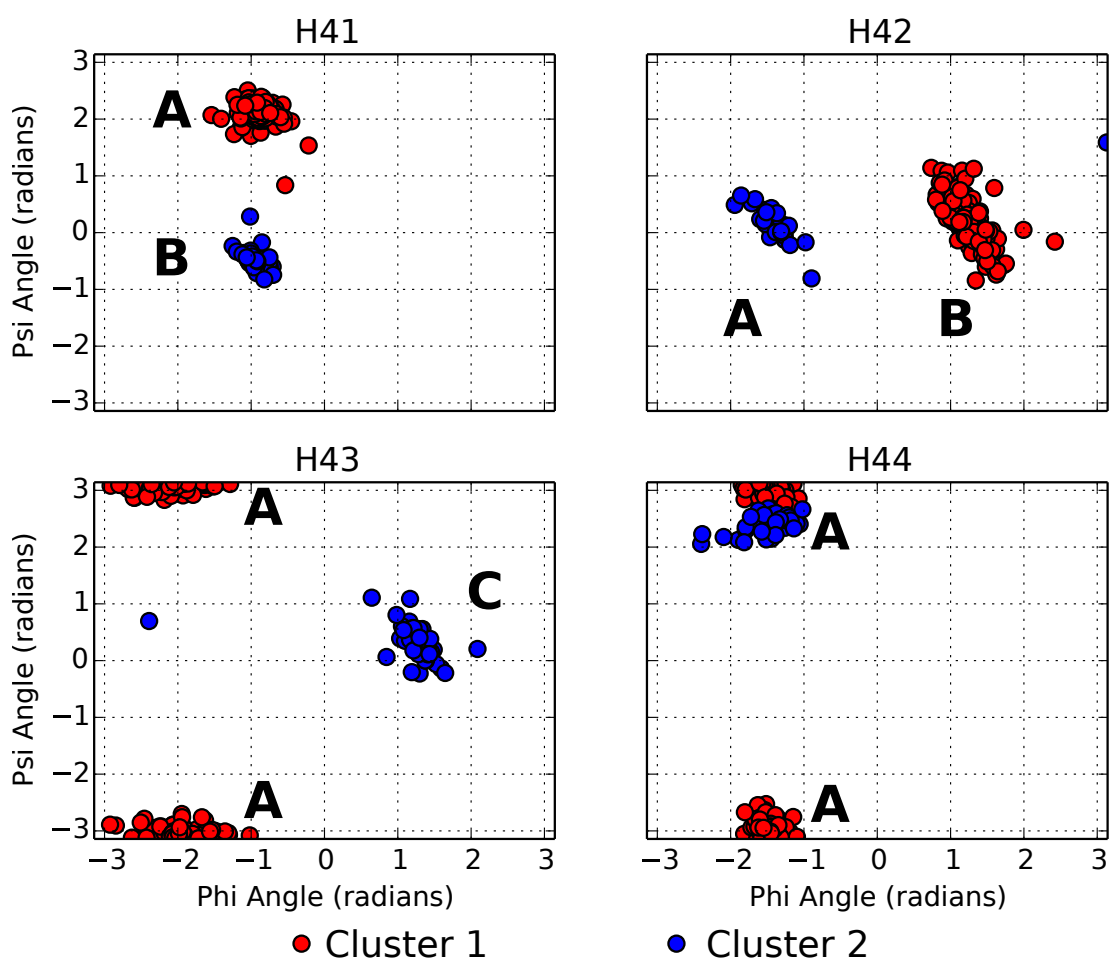 H41
H42
3
2
1
0
−1
−2
−3
Psi Angle (radians)
A
B
A
B
H43
H44
3
2
1
0
−1
−2
−3
Psi Angle (radians)
A
C
A
A
A
−3 −2 −1 0 1 2 3
−3 −2 −1 0 1 2 3
Phi Angle (radians)
Phi Angle (radians)
Cluster 1
Cluster 2